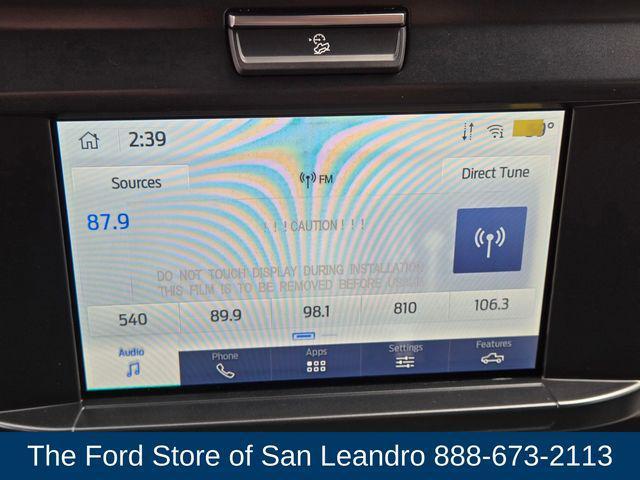 2:39
Sources
FM
Direct Tune
87.9
! ! !CAUTION! ! !
DO NOT TOUCH DISPLAY DURING INSTALLATION
THIS FILM IS TO BE REMOVED BEFORE
540 89.9 98.1 810 106.3
Audio Phone Apps Settings Features
The Ford Store of San Leandro 888-673-2113